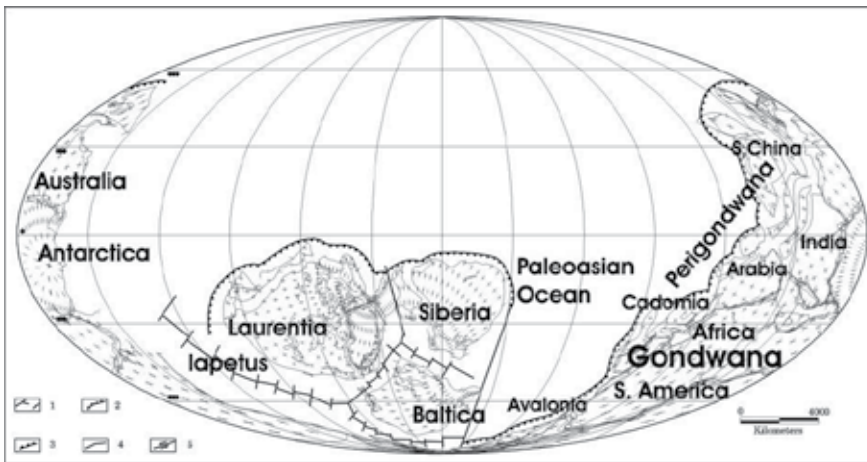 S China
Australia
Perigondwana
Antarctica
India
Paleoasian
Ocean
Arabia
Siberia
Cadomia
Laurentia
Africa
Iapetus
Gondwana
S. America
Baltica
Avalonia
1 2
3 4 5
0 4000
Kilometers